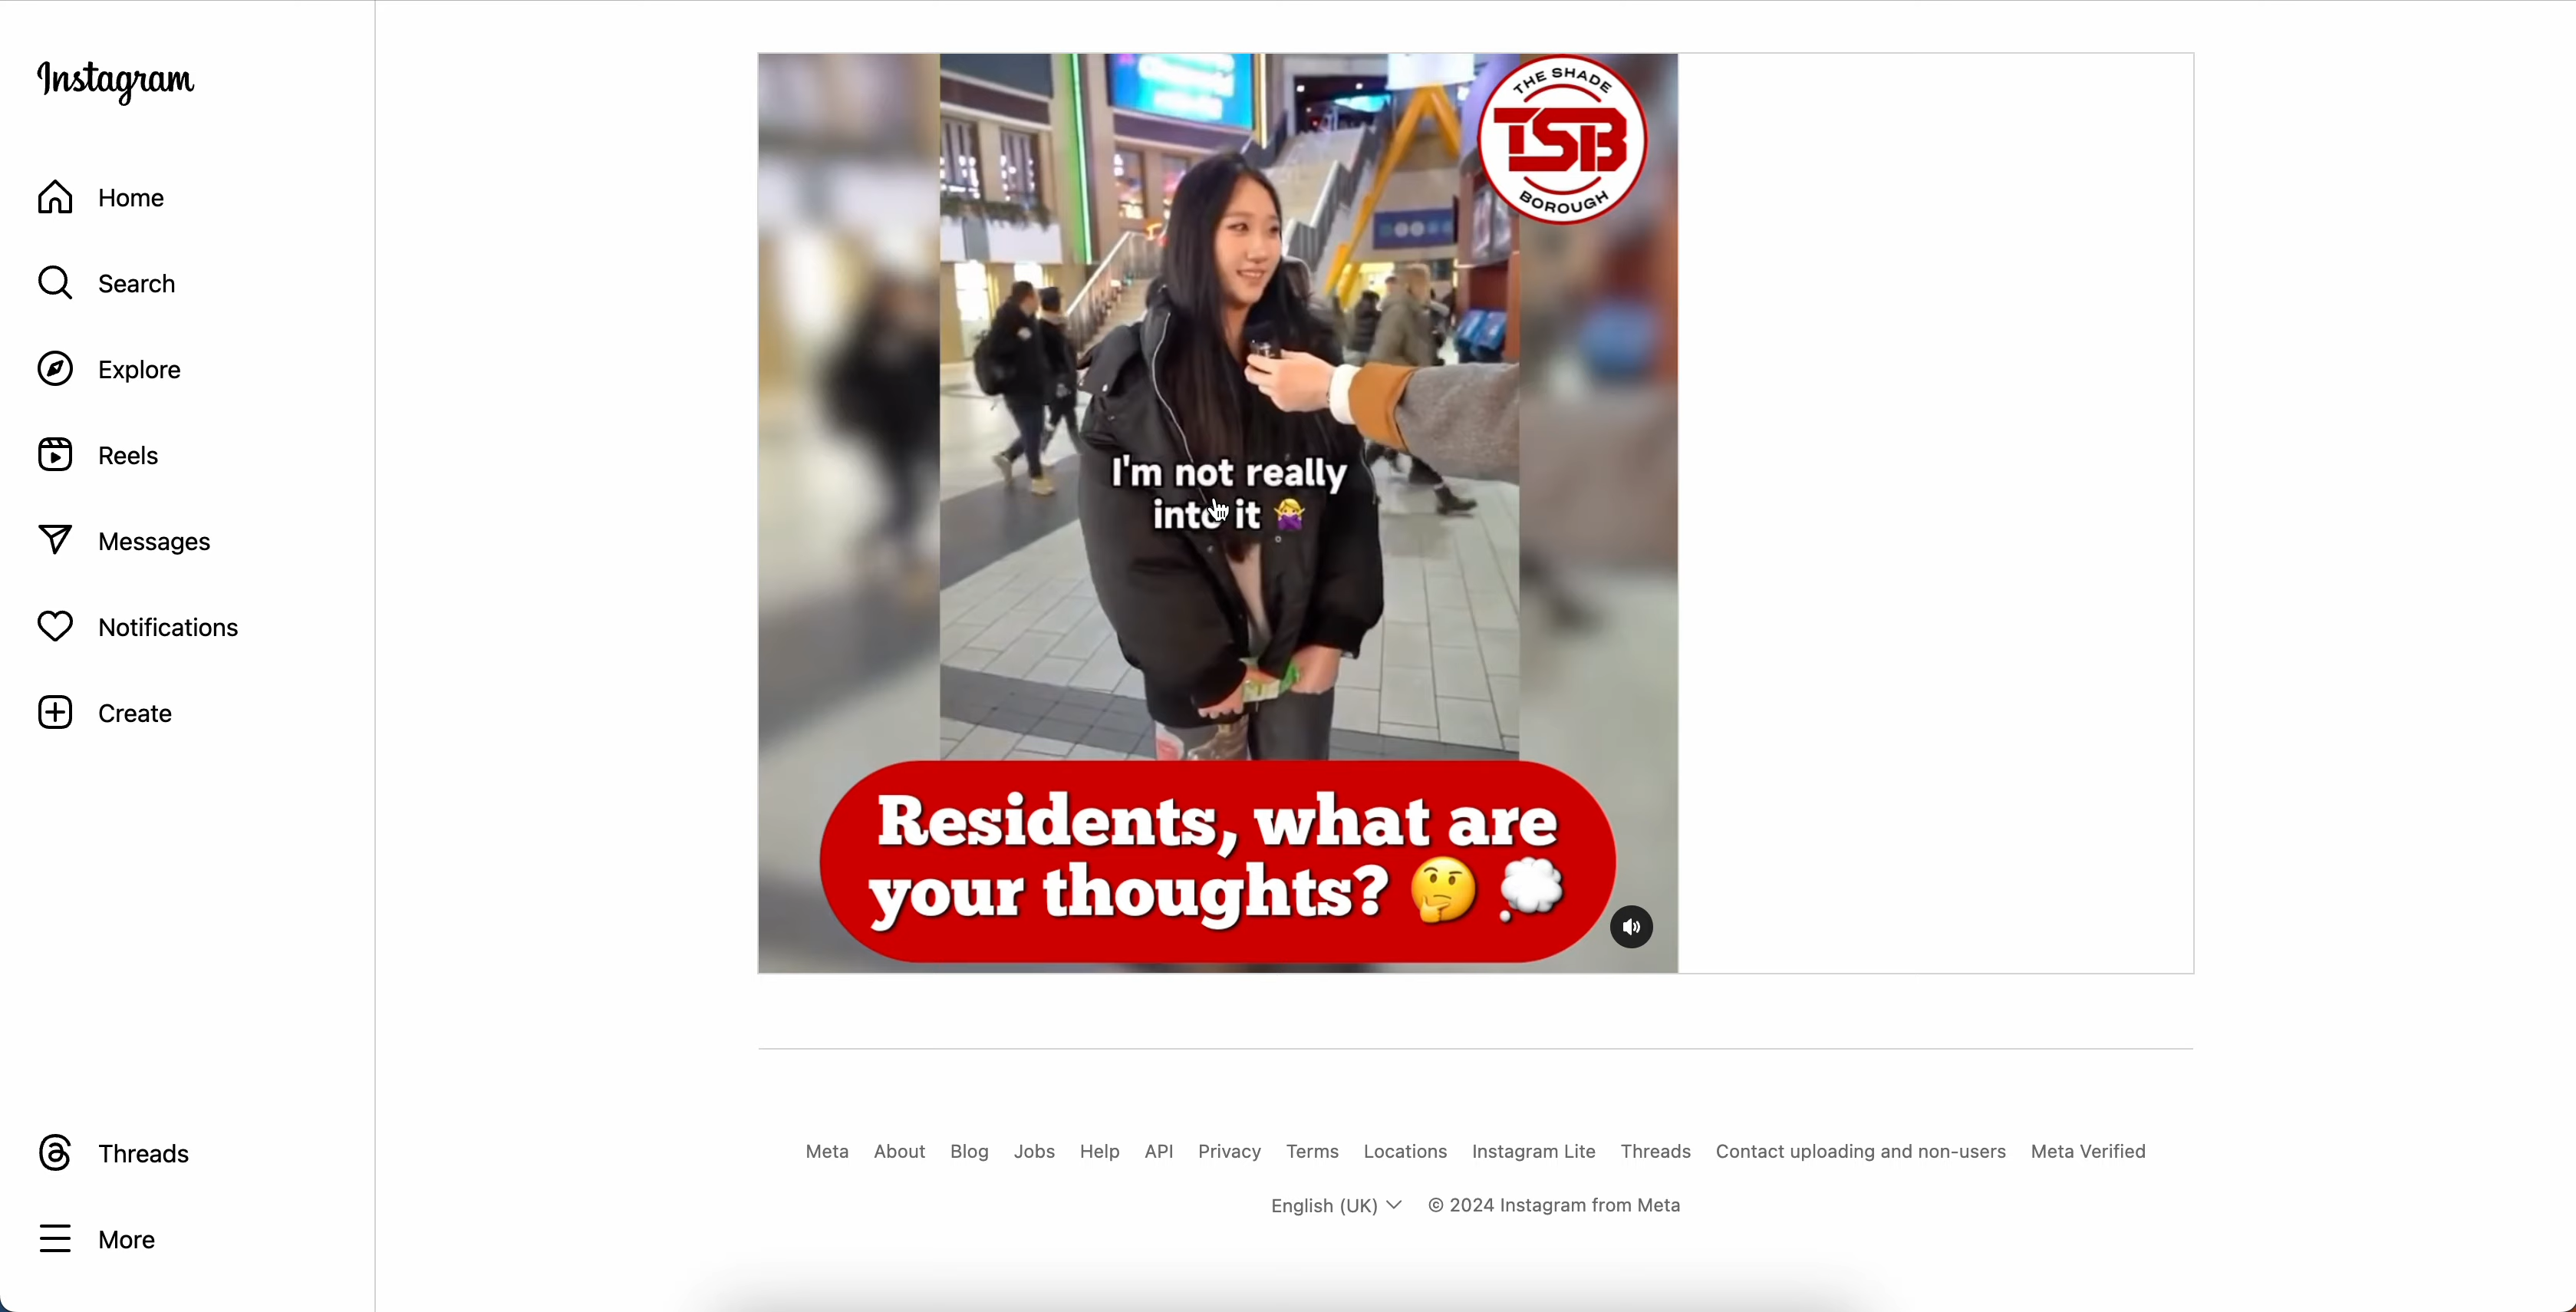 Instagram
Home
Search
Explore
Reels
Messages
Notifications
Create
Threads
More
THE SHADE
TSB
BOROUGH
I'm not really
into it 🙅‍♀️
Residents, what are
your thoughts? 🤔 💭
Meta About Blog Jobs Help API Privacy Terms Locations Instagram Lite Threads Contact uploading and non-users Meta Verified
English (UK) © 2024 Instagram from Meta